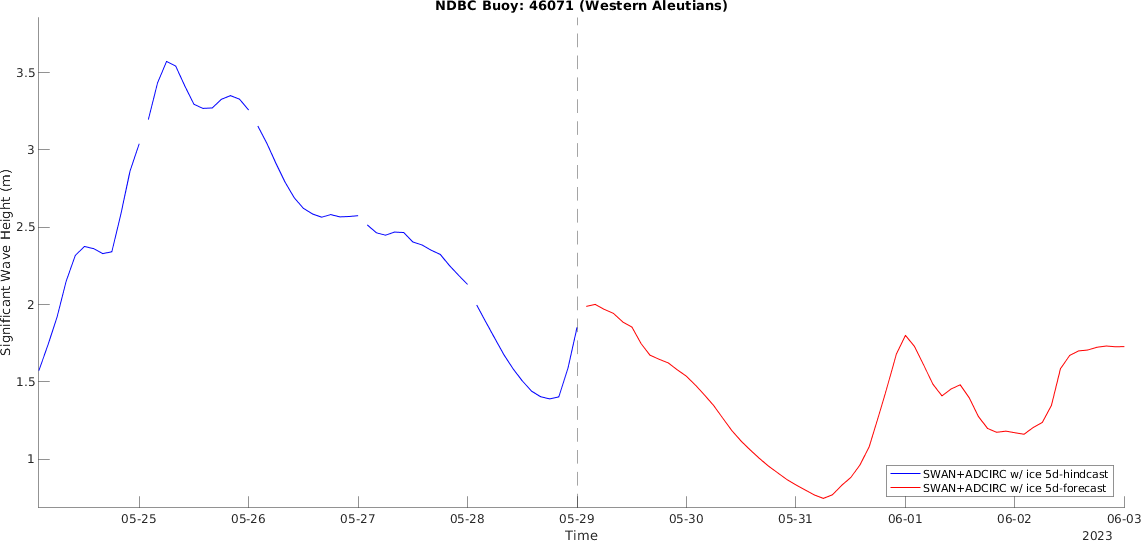 NDBC Buoy: 46071 (Western Aleutians)
Significant Wave Height (m)
3.5
3
2.5
2
1.5
1
SWAN+ADCIRC w/ ice 5d-hindcast
SWAN+ADCIRC w/ ice 5d-forecast
05-25 05-26 05-27 05-28 05-29 05-30 05-31 06-01 06-02 06-03
Time
2023